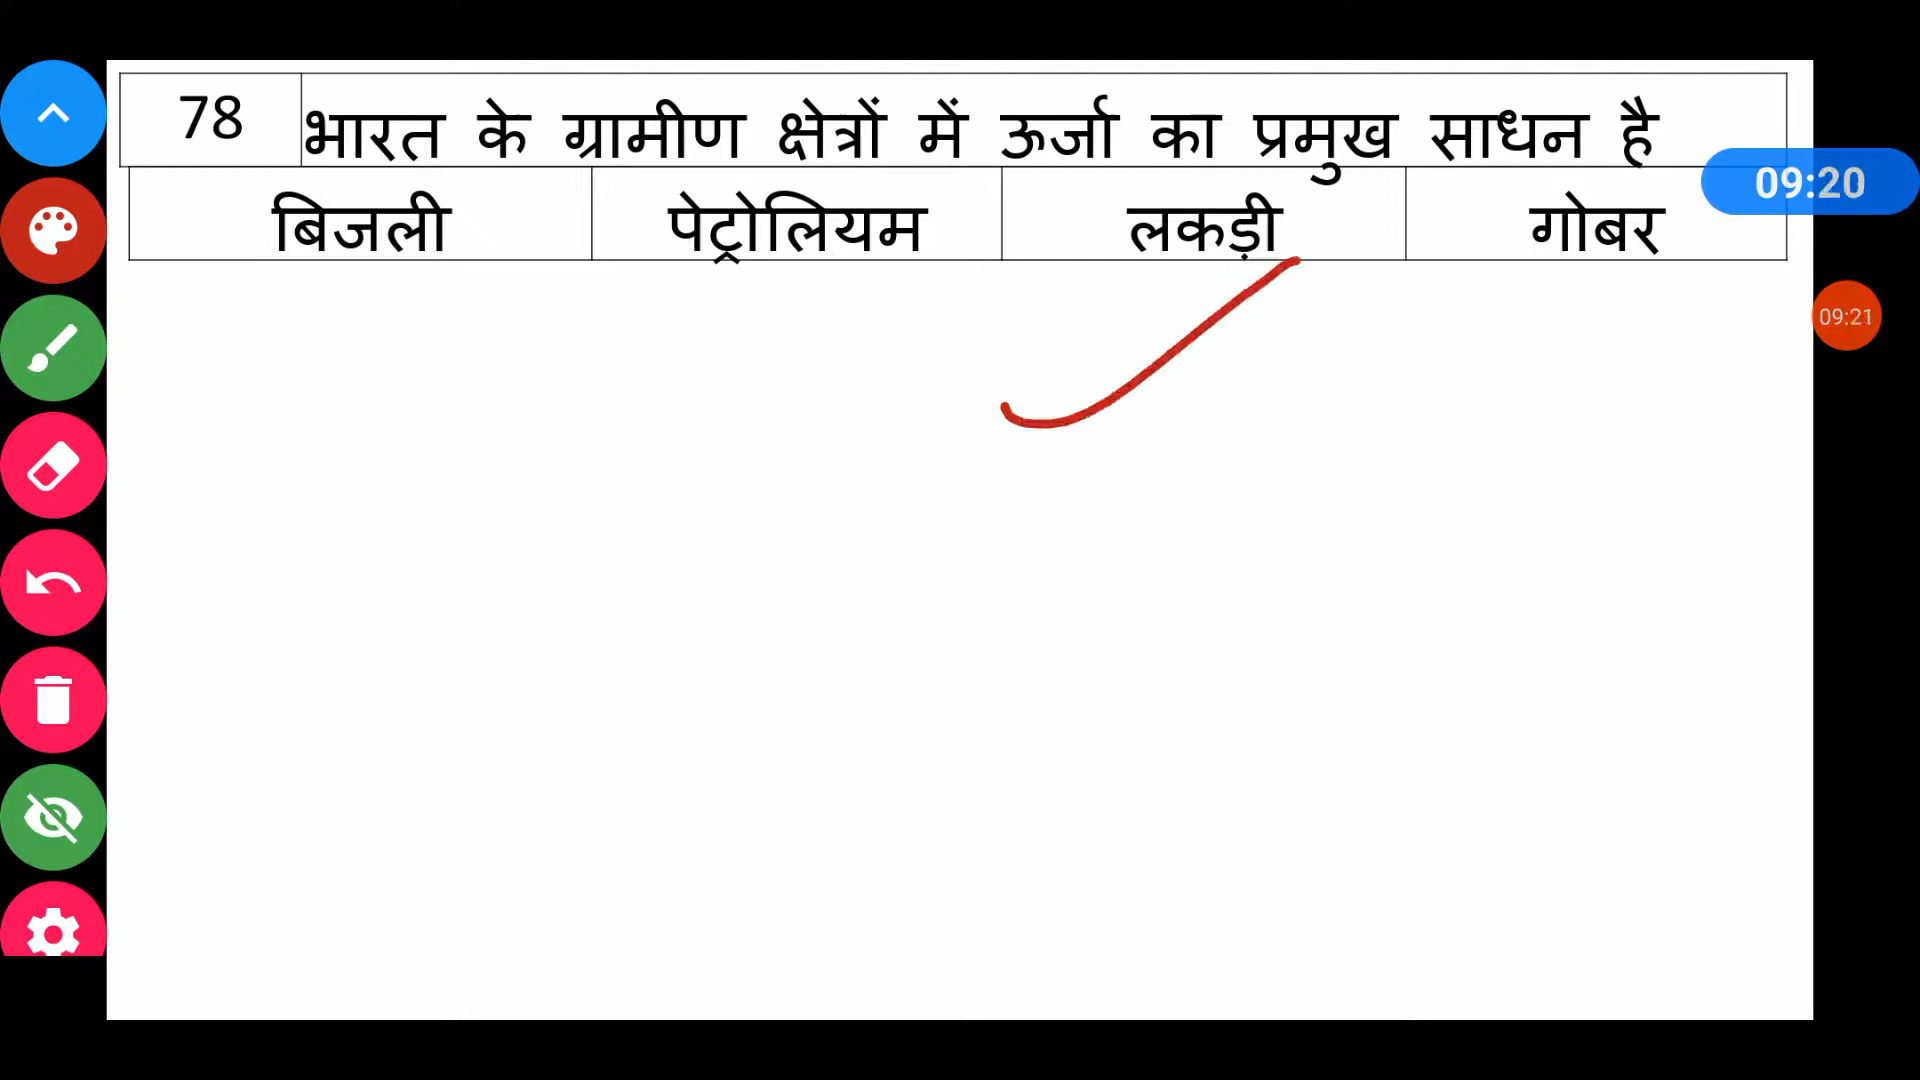 78 भारत के ग्रामीण क्षेत्रों में ऊर्जा का प्रमुख साधन है
बिजली पेट्रोलियम लकड़ी गोबर
09:20
09:21